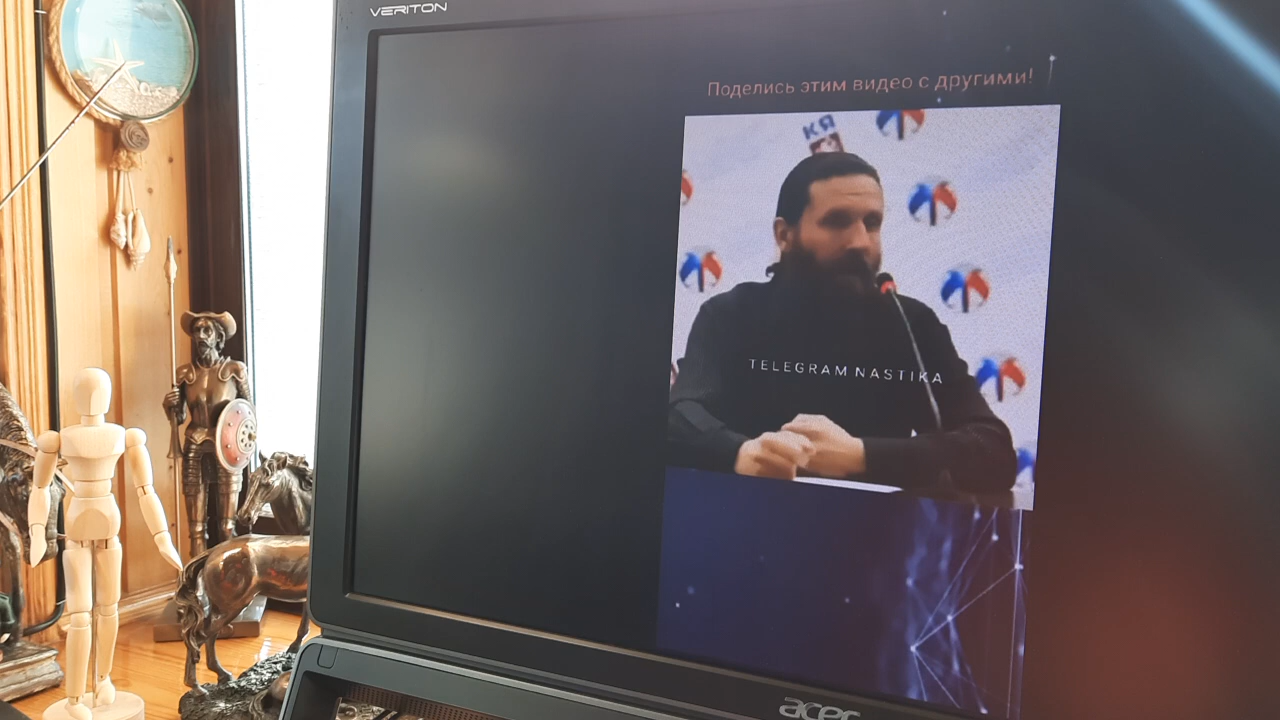 VERITON
Поделись этим видео с другими!
КЯ
TELEGRAM NASTIKA
acer